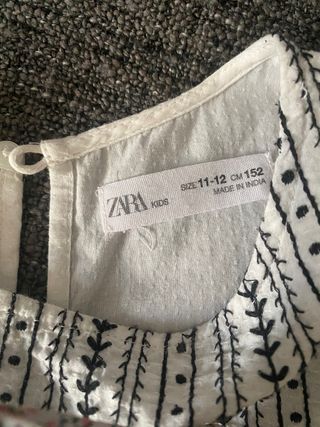 ZARA KIDS SIZE 11-12 CM 152
MADE IN INDIA